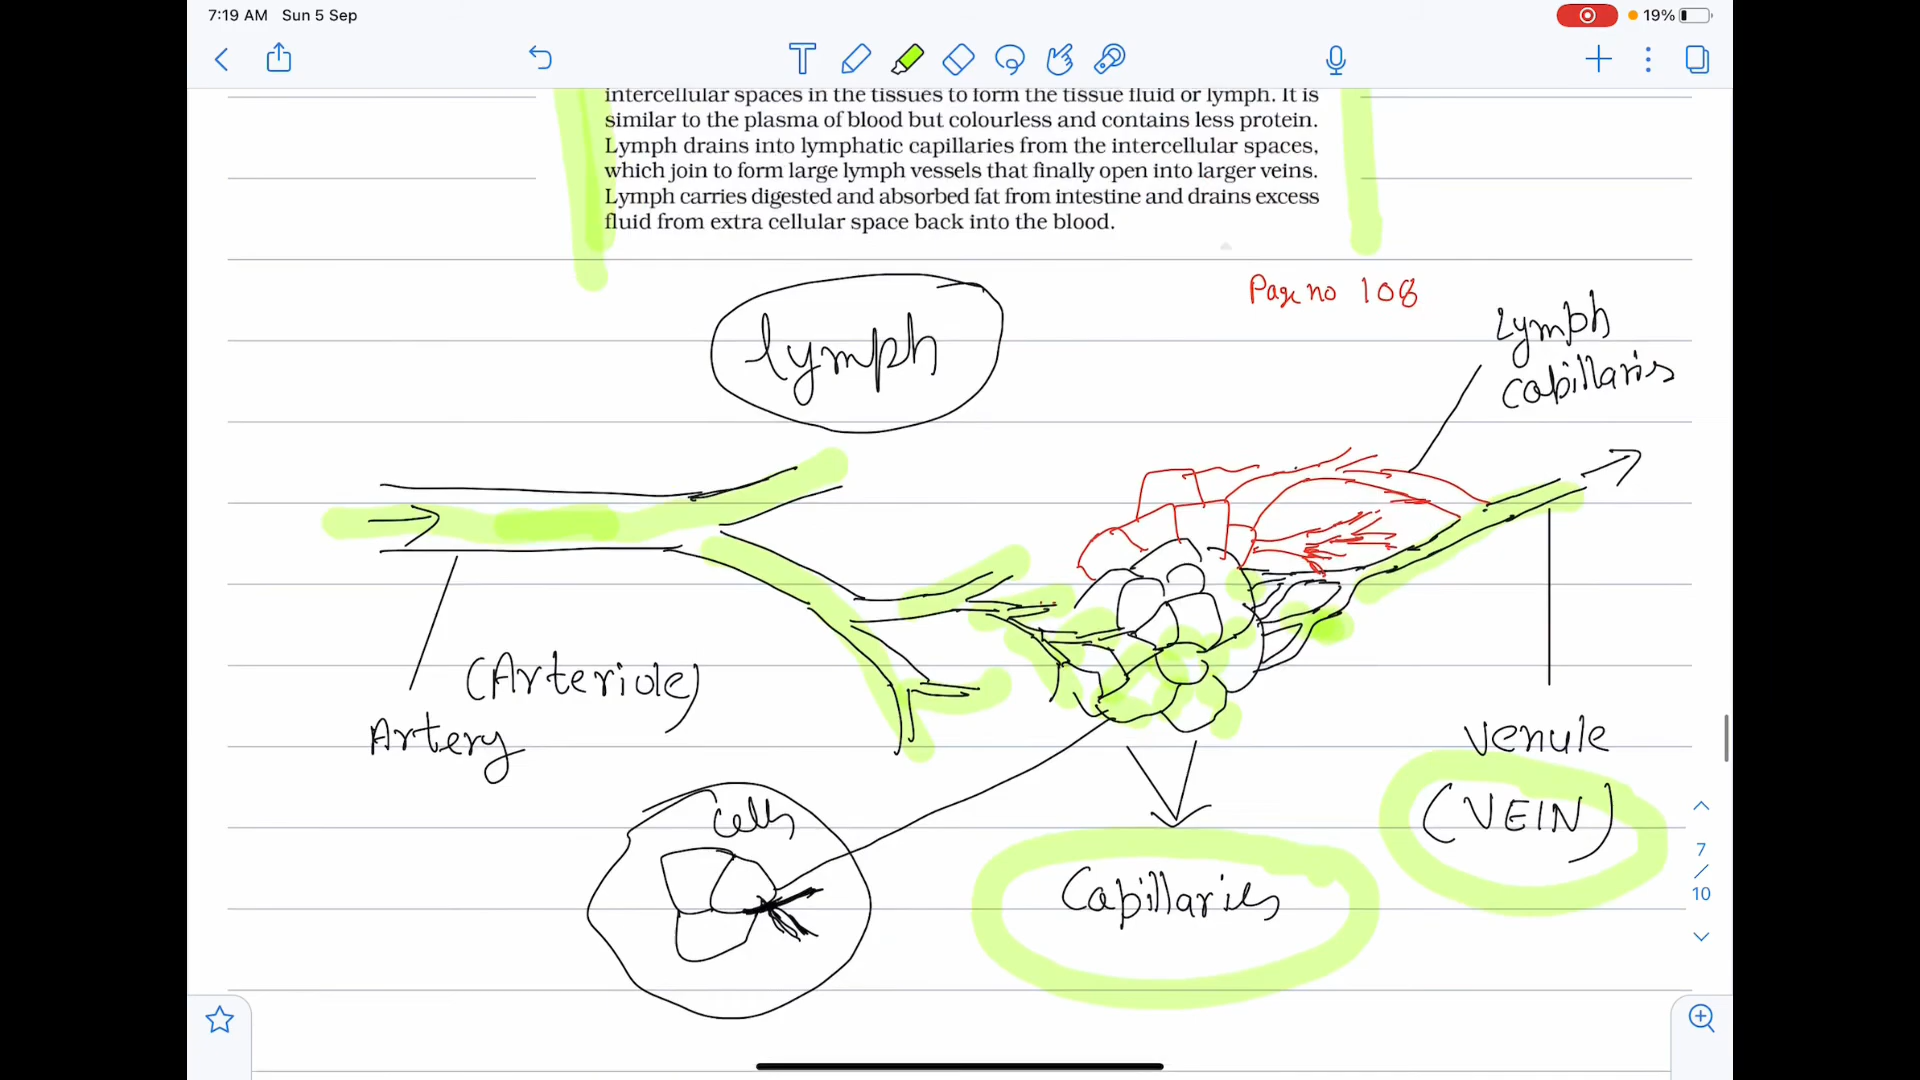 7:19 AM Sun 5 Sep
19%
intercellular spaces in the tissues to form the tissue fluid or lymph. It is
similar to the plasma of blood but colourless and contains less protein.
Lymph drains into lymphatic capillaries from the intercellular spaces,
which join to form large lymph vessels that finally open into larger veins.
Lymph carries digested and absorbed fat from intestine and drains excess
fluid from extra cellular space back into the blood.
Page no 108
lymph
Lymph
capillaries
(Arteriole)
Artery
venule
(VEIN)
cells
Capillaries
7
/
10